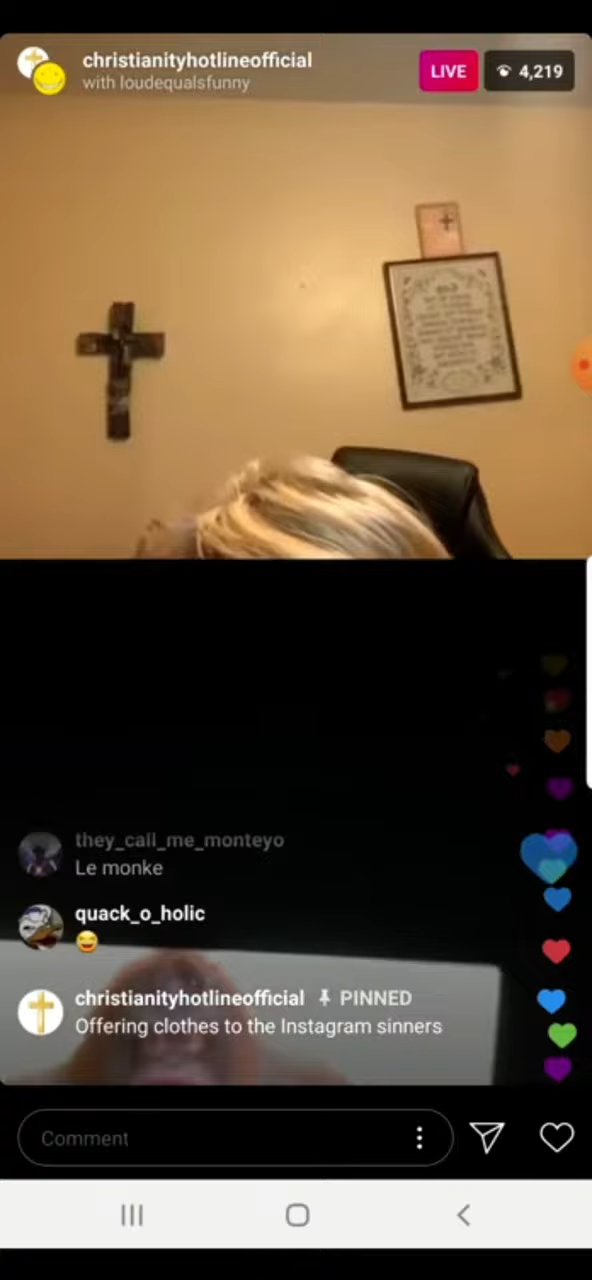 christianityhotlineofficial
with loudequalsfunny
LIVE
4,219
they_call_me_monteyo
Le monke
quack_o_holic
😅
christianityhotlineofficial PINNED
Offering clothes to the Instagram sinners
Comment